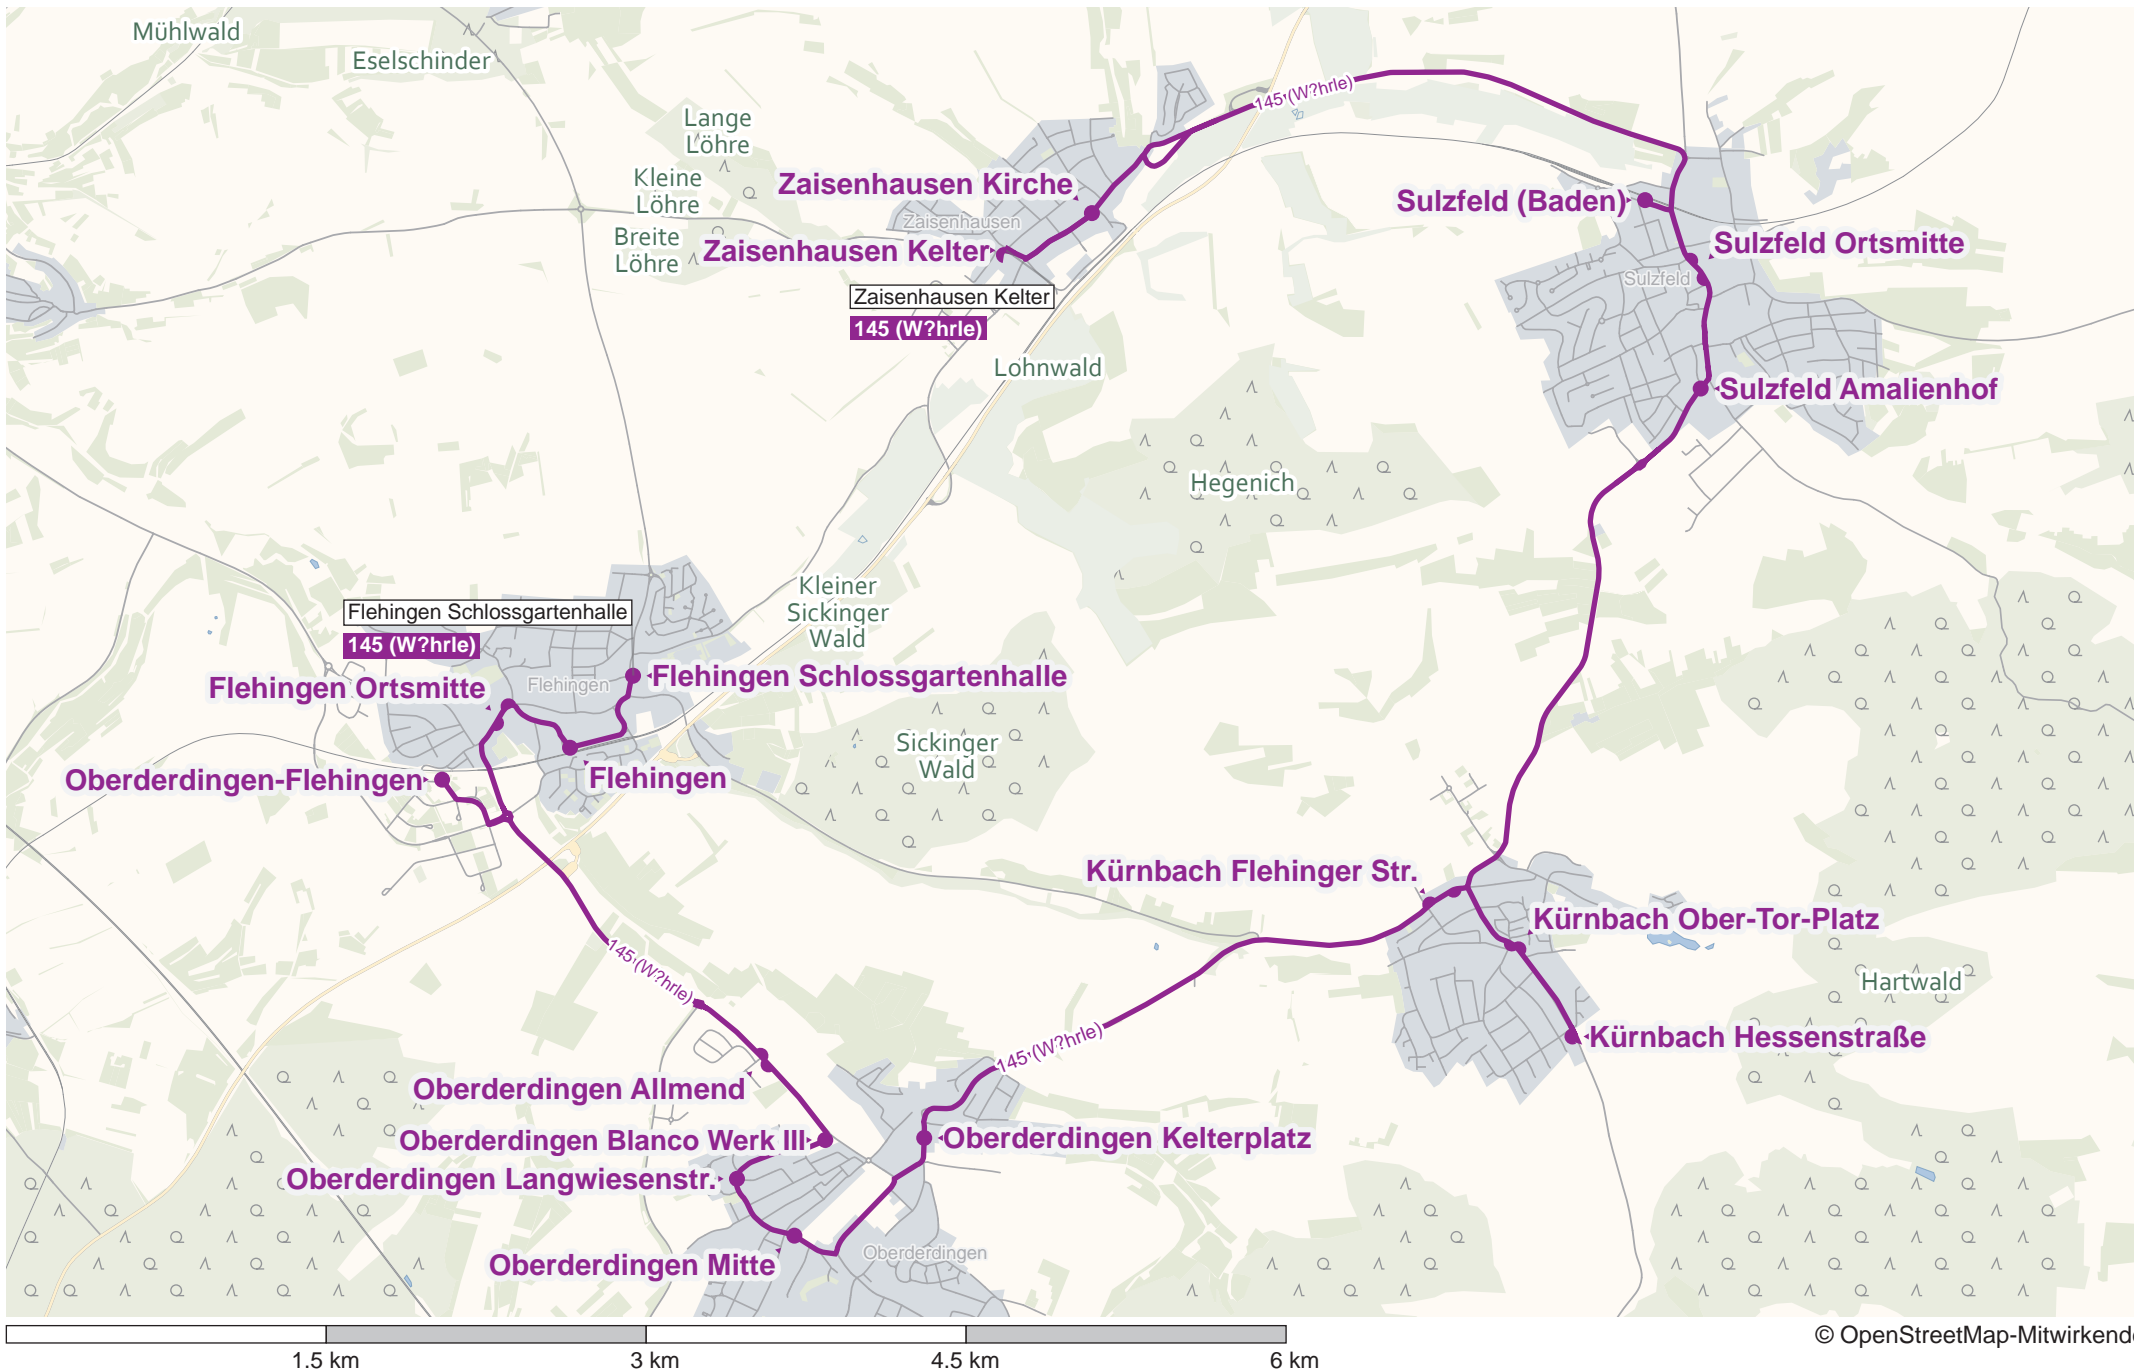 Mühlwald
Eselschinder
145 (W?hrle)
Lange
Löhre
Kleine
Löhre
Zaisenhausen Kirche
Sulzfeld (Baden)
Zaisenhausen
Breite
Löhre
Zaisenhausen Kelter
Sulzfeld Ortsmitte
Sulzfeld
Zaisenhausen Kelter
145 (W?hrle)
Lohnwald
Sulzfeld Amalienhof
Hegenich
Kleiner
Sickinger
Wald
Flehingen Schlossgartenhalle
145 (W?hrle)
Flehingen Schlossgartenhalle
Flehingen Ortsmitte
Flehingen
Sickinger
Wald
Oberderdingen-Flehingen
Flehingen
Kürnbach Flehinger Str.
Kürnbach Ober-Tor-Platz
145 (W?hrle)
Hartwald
Kürnbach Hessenstraße
145 (W?hrle)
Oberderdingen Allmend
Oberderdingen Blanco Werk III
Oberderdingen Kelterplatz
Oberderdingen Langwiesenstr.
Oberderdingen
Oberderdingen Mitte
1.5 km
3 km
4.5 km
6 km
© OpenStreetMap-Mitwirkende